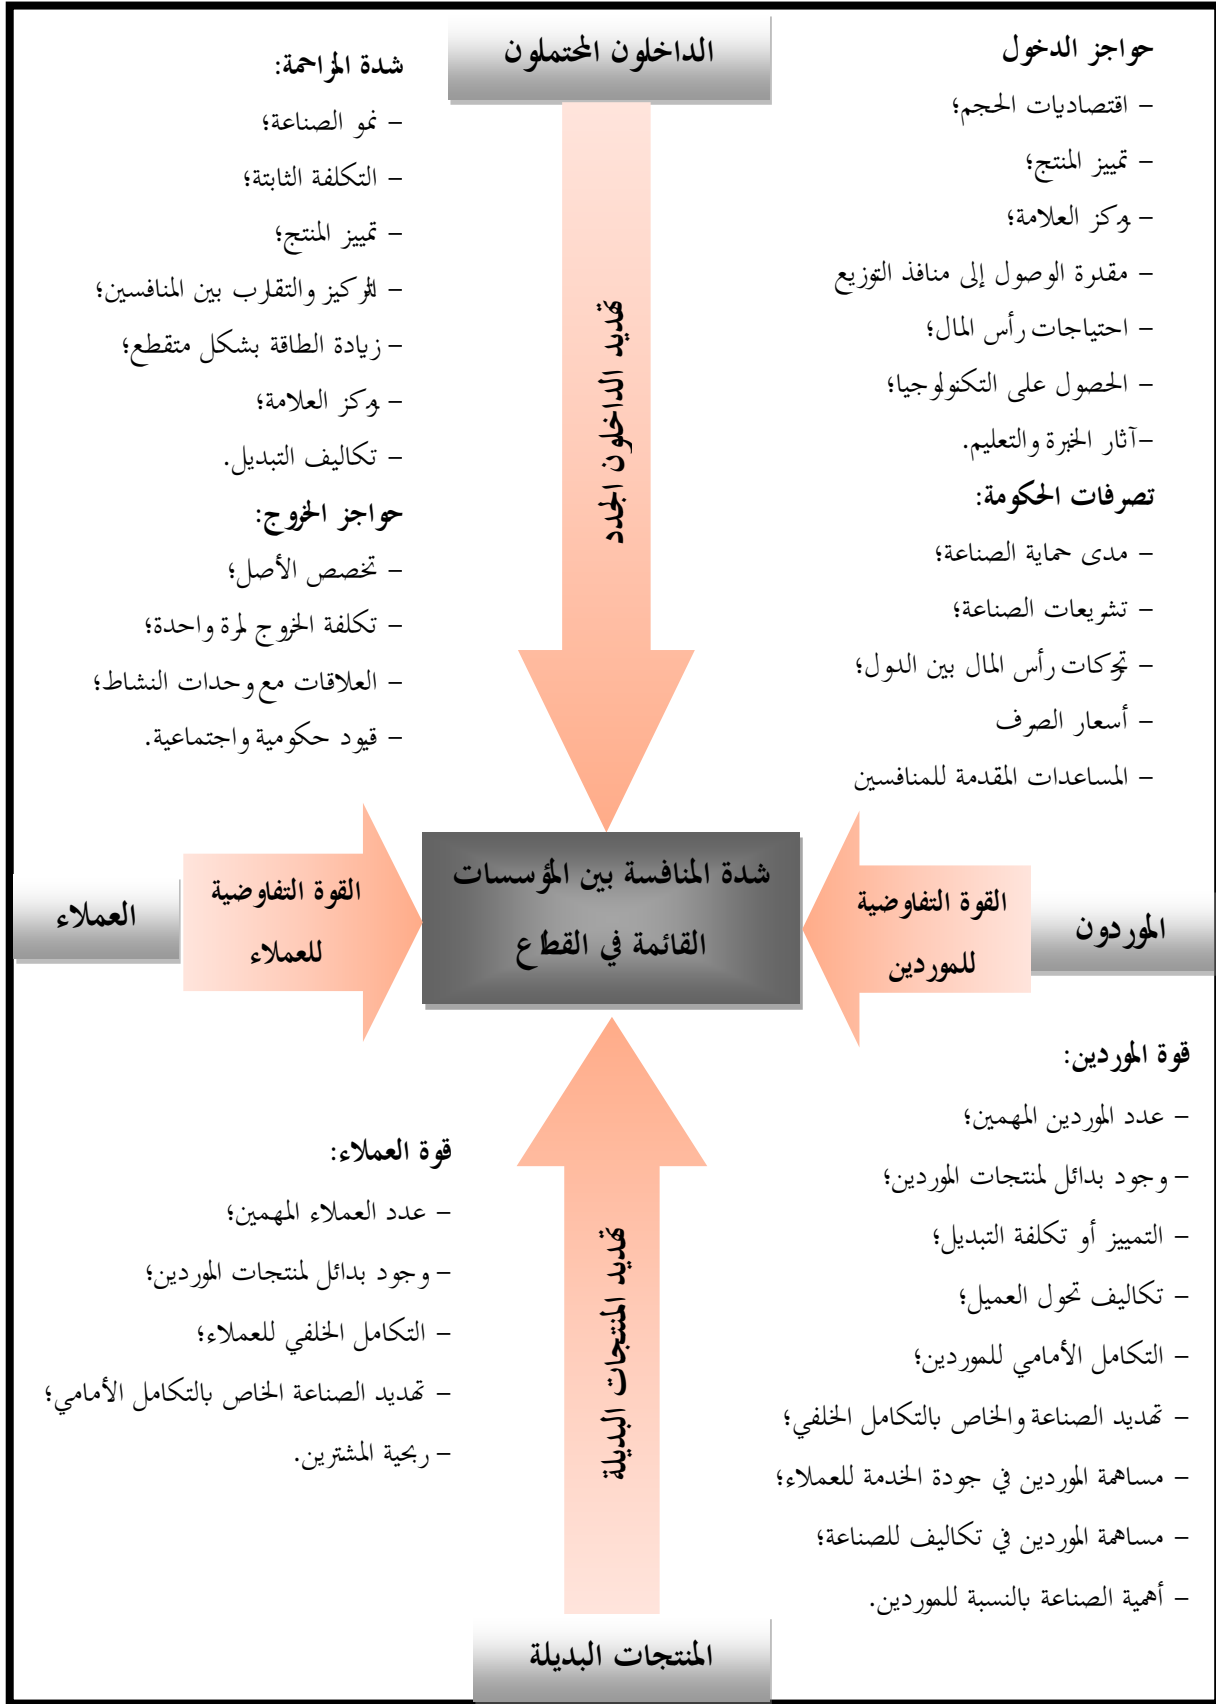 الداخلون المحتملون
حواجز الدخول
– اقتصاديات الحجم؛
– تمييز المنتج؛
– مركز العلامة؛
– مقدرة الوصول إلى منافذ التوزيع
– احتياجات رأس المال؛
– الحصول على التكنولوجيا؛
–آثار الخبرة والتعليم.
تصرفات الحكومة:
– مدى حماية الصناعة؛
– تشريعات الصناعة؛
– تحركات رأس المال بين الدول؛
– أسعار الصرف
– المساعدات المقدمة للمنافسين
شدة المزاحمة:
– نمو الصناعة؛
– التكلفة الثابتة؛
– تمييز المنتج؛
– التركيز والتقارب بين المنافسين؛
– زيادة الطاقة بشكل متقطع؛
– مركز العلامة؛
– تكاليف التبديل.
حواجز الخروج:
– تخصص الأصل؛
– تكلفة الخروج لمرة واحدة؛
– العلاقات مع وحدات النشاط؛
– قيود حكومية واجتماعية.
تهديد الداخلون الجدد
الموردون
القوة التفاوضية
للموردين
شدة المنافسة بين المؤسسات
القائمة في القطاع
القوة التفاوضية
للعملاء
العملاء
قوة الموردين:
– عدد الموردين المهمين؛
– وجود بدائل لمنتجات الموردين؛
– التمييز أو تكلفة التبديل؛
– تكاليف تحول العميل؛
– التكامل الأمامي للموردين؛
– تهديد الصناعة والخاص بالتكامل الخلفي؛
– مساهمة الموردين في جودة الخدمة للعملاء؛
– مساهمة الموردين في تكاليف للصناعة؛
– أهمية الصناعة بالنسبة للموردين.
قوة العملاء:
– عدد العملاء المهمين؛
– وجود بدائل لمنتجات الموردين؛
– التكامل الخلفي للعملاء؛
– تهديد الصناعة الخاص بالتكامل الأمامي؛
– ربحية المشترين.
تهديد المنتجات البديلة
المنتجات البديلة